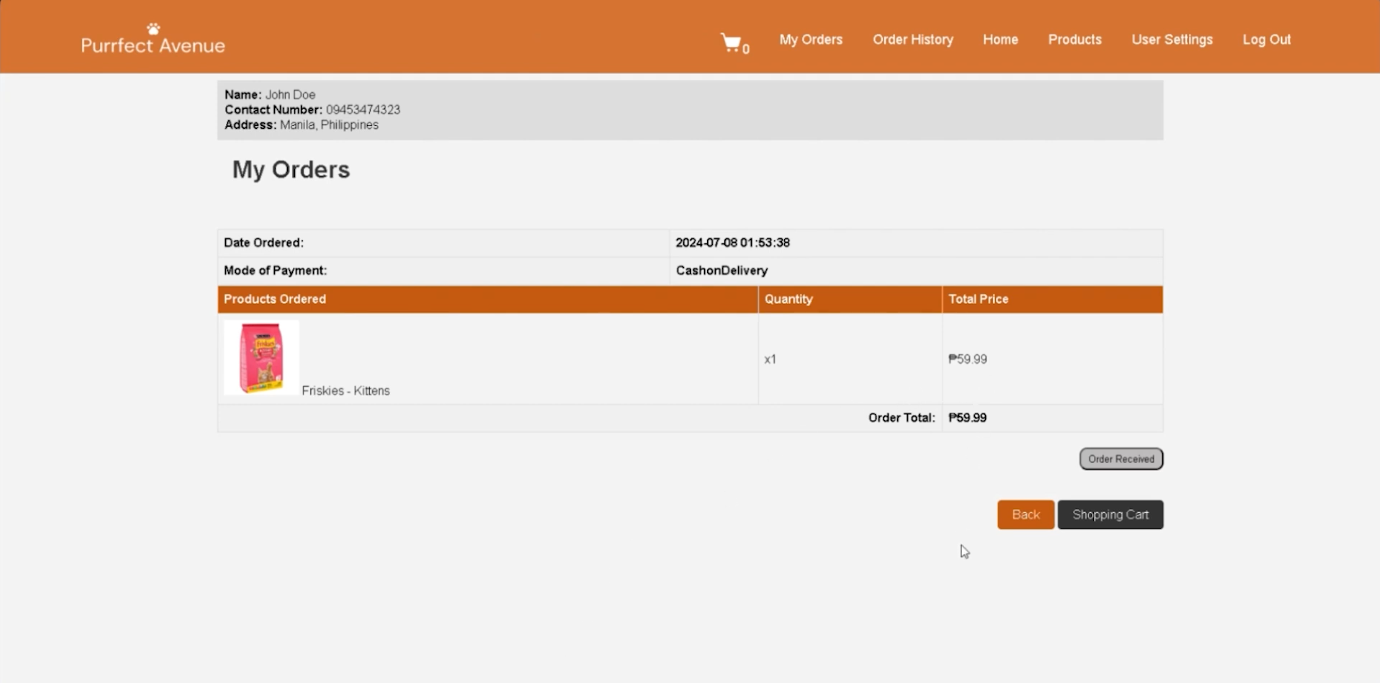 Purrfect Avenue
0 My Orders Order History Home Products User Settings Log Out
Name: John Doe
Contact Number: 09453474323
Address: Manila, Philippines
My Orders
Date Ordered: 2024-07-08 01:53:38
Mode of Payment: CashonDelivery
Products Ordered Quantity Total Price
Friskies
x1 ₱59.99
Friskies - Kittens
Order Total: ₱59.99
Order Received
Back Shopping Cart